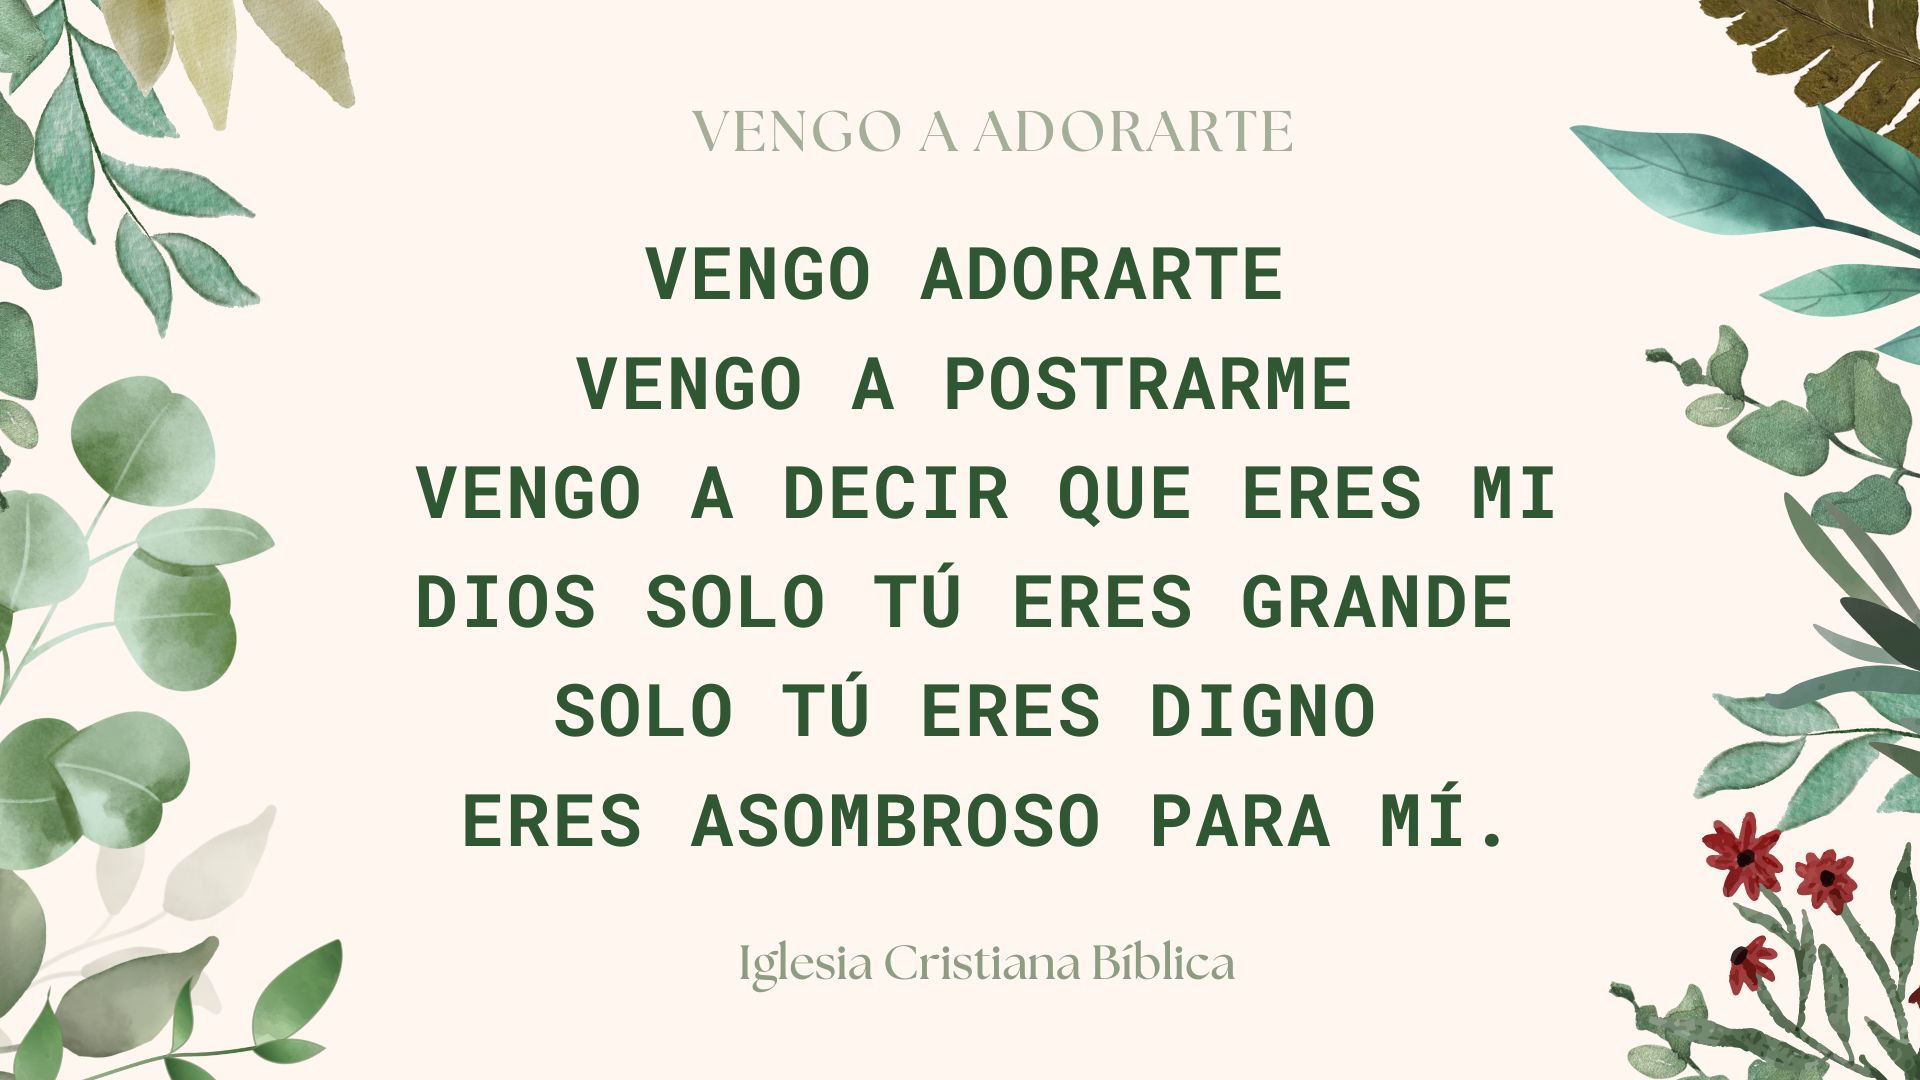 VENGO A ADORARTE
VENGO ADORARTE
VENGO A POSTRARME
VENGO A DECIR QUE ERES MI
DIOS SOLO TÚ ERES GRANDE
SOLO TÚ ERES DIGNO
ERES ASOMBROSO PARA MÍ.
Iglesia Cristiana Bíblica